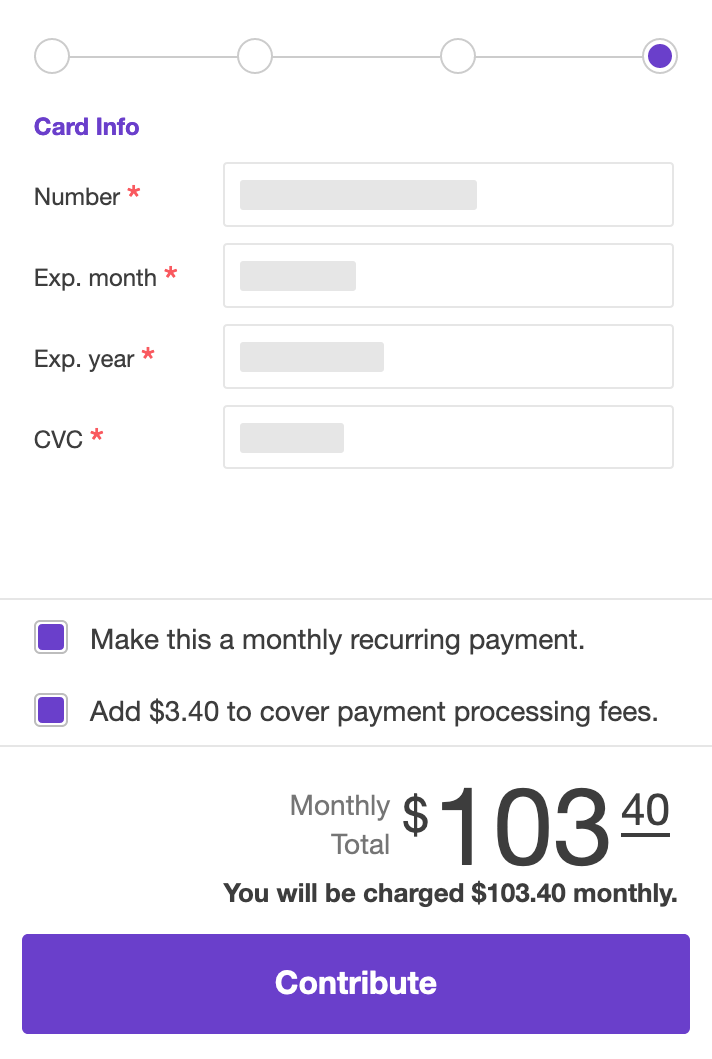 Card Info
Number *
Exp. month *
Exp. year *
CVC *
Make this a monthly recurring payment.
Add $3.40 to cover payment processing fees.
Monthly Total $103 40
You will be charged $103.40 monthly.
Contribute